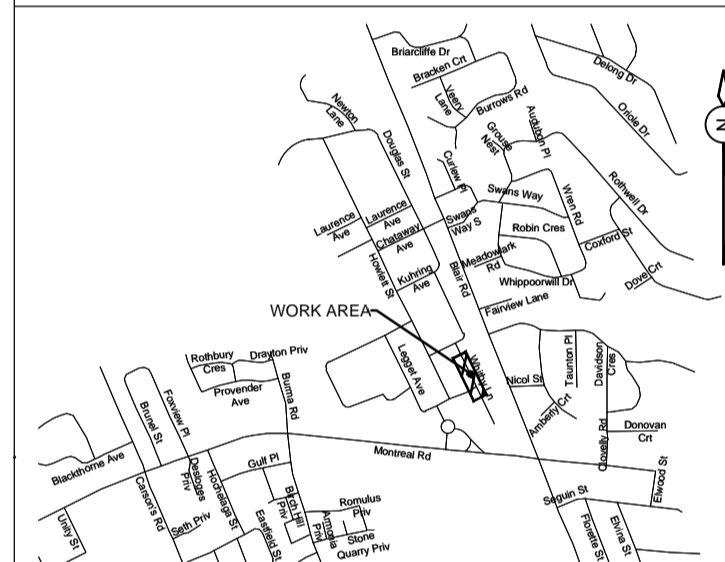 Briarcliffe Dr
Bracken Crt
Delong Dr
Veery
Lane
Burrows Rd
Newton
Lane
Oriole Dr
Audubon Pl
Grouse
Nest
Douglas St
Curlew Pl
Rothwell Dr
Swans Way
Wren Rd
Laurence
Ave
Laurence
Ave
Swans
Way S
Robin Cres
Chataway
Ave
Coxford St
Meadowlark
Rd
Howlett St
Blair Rd
Kuhring
Ave
Whippoorwill Dr
Dove Crt
Fairview Lane
WORK AREA
N
Rothbury
Cres
Drayton Priv
Provender
Ave
Burma Rd
Legget Ave
Whitby Ln
Nicol St
Taunton Pl
Davidson
Cres
Amberly Crt
Foxview Pl
Brunel St
Clovelly Rd
Donovan
Crt
Montreal Rd
Blackthorne Ave
Carson's Rd
Desloges
Priv
Hochelaga St
Gulf Pl
Elwood St
Seguin St
Birch Hill
Priv
Romulus
Priv
Unity St
Seth Priv
Eastfield St
Armonia
Priv
Stone
Quarry Priv
Florette St
Elvina St